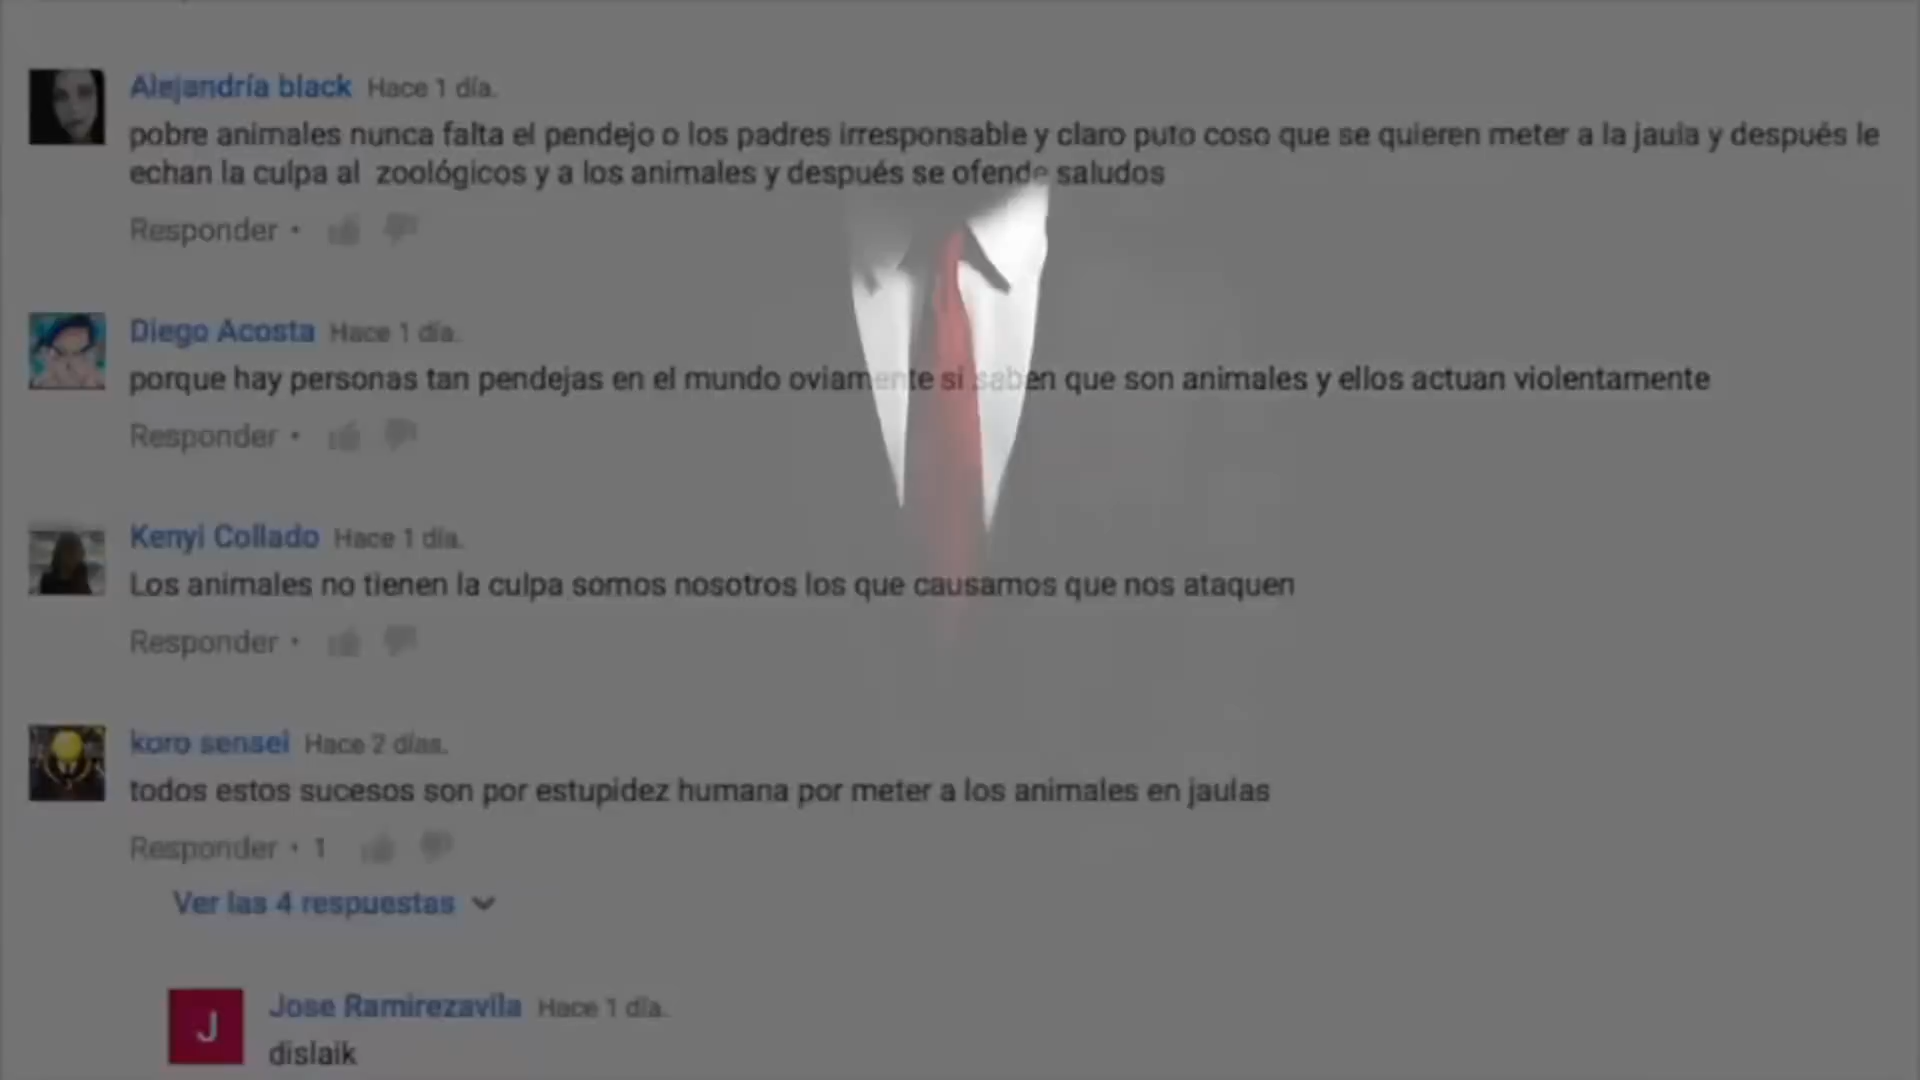 Alejandría black Hace 1 día.
pobre animales nunca falta el pendejo o los padres irresponsable y claro puto coso que se quieren meter a la jaula y después le
echan la culpa al zoológicos y a los animales y después se ofende saludos
Responder •
Diego Acosta Hace 1 día.
porque hay personas tan pendejas en el mundo oviamente si saben que son animales y ellos actuan violentamente
Responder •
Kenyi Collado Hace 1 día.
Los animales no tienen la culpa somos nosotros los que causamos que nos ataquen
Responder •
koro sensei Hace 2 días.
todos estos sucesos son por estupidez humana por meter a los animales en jaulas
Responder • 1
Ver las 4 respuestas
J
Jose Ramirezavila Hace 1 día.
dislaik